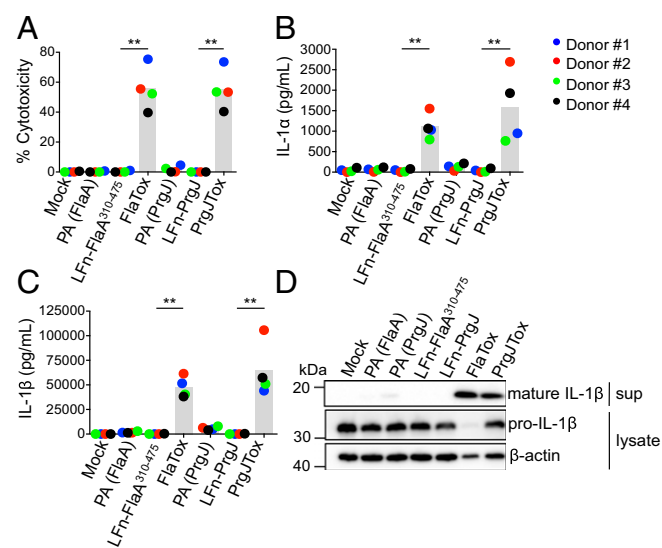 A
% Cytotoxicity
80
60
40
20
0
**
**
Mock
PA (FlaA)
LFn-FlaA310-475
FlaTox
PA (PrgJ)
LFn-PrgJ
PrgJTox
B
IL-1α (pg/mL)
3000
2500
2000
1500
1000
500
0
**
**
Mock
PA (FlaA)
LFn-FlaA310-475
FlaTox
PA (PrgJ)
LFn-PrgJ
PrgJTox
Donor #1
Donor #2
Donor #3
Donor #4
C
IL-1β (pg/mL)
125000
100000
75000
50000
25000
0
**
**
Mock
PA (FlaA)
LFn-FlaA310-475
FlaTox
PA (PrgJ)
LFn-PrgJ
PrgJTox
D
kDa
Mock
PA (FlaA)
PA (PrgJ)
LFn-FlaA310-475
LFn-PrgJ
FlaTox
PrgJTox
20
mature IL-1β
sup
30
pro-IL-1β
lysate
40
β-actin